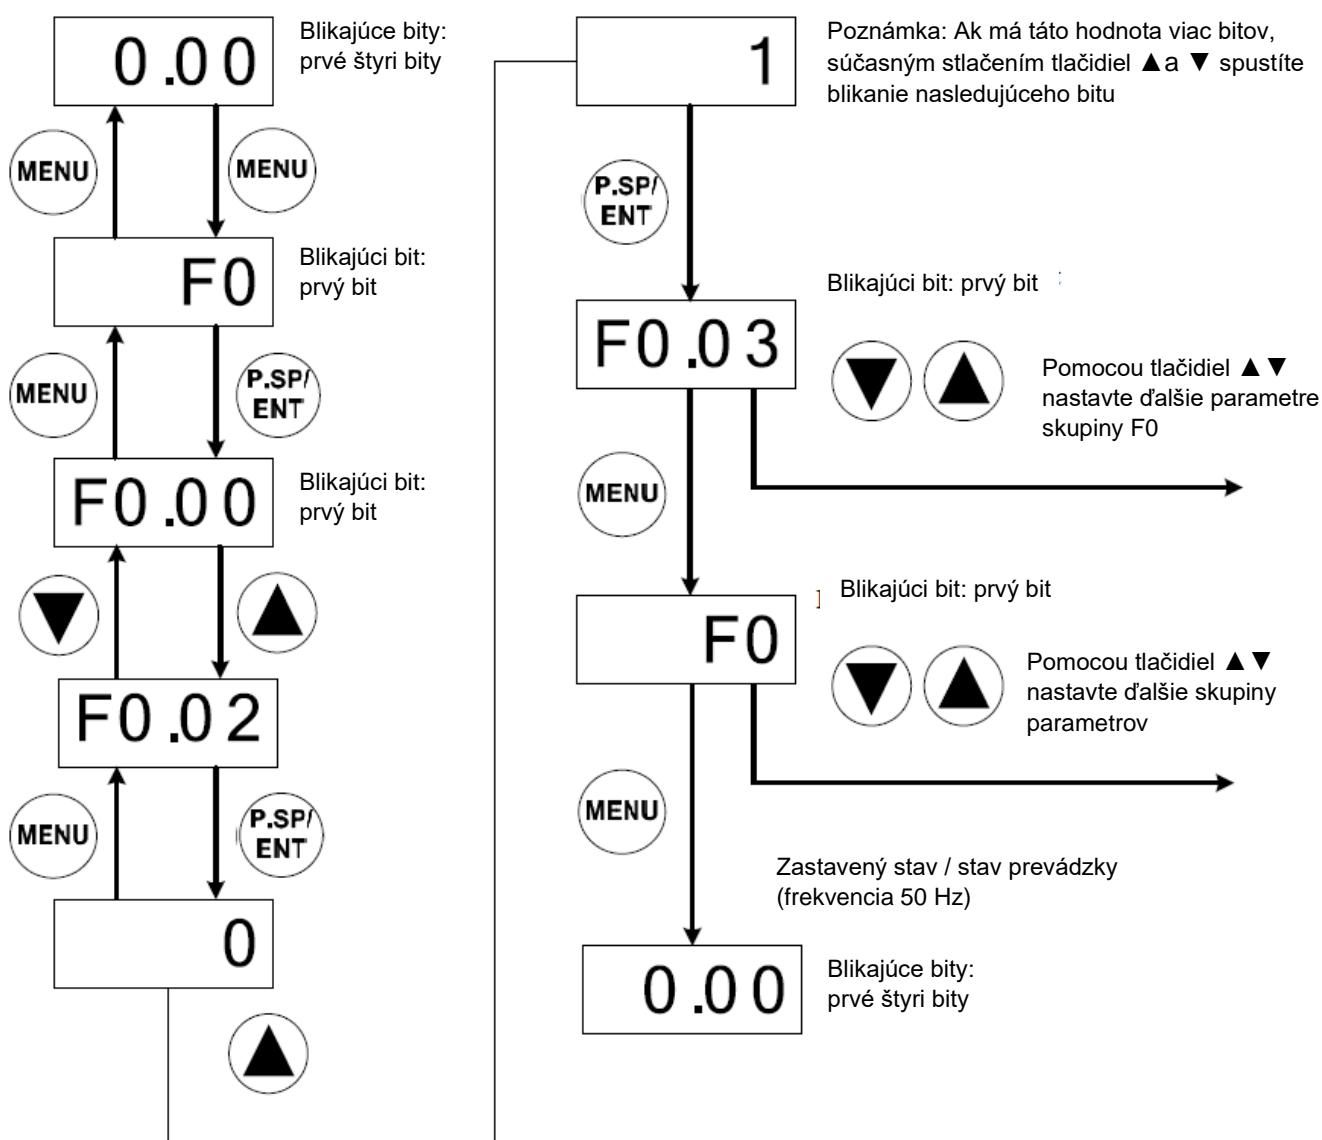 0.00
Blikajúce bity:
prvé štyri bity
MENU
MENU
F0
Blikajúci bit:
prvý bit
MENU
P.SP/
ENT
F0.00
Blikajúci bit:
prvý bit
▼
▲
F0.02
MENU
P.SP/
ENT
0
▲
1
Poznámka: Ak má táto hodnota viac bitov,
súčasným stlačením tlačidiel ▲a ▼ spustíte
blikanie nasledujúceho bitu
P.SP/
ENT
Blikajúci bit: prvý bit
F0.03
▼ ▲
Pomocou tlačidiel ▲▼
nastavte ďalšie parametre
skupiny F0
MENU
Blikajúci bit: prvý bit
F0
▼ ▲
Pomocou tlačidiel ▲▼
nastavte ďalšie skupiny
parametrov
MENU
Zastavený stav / stav prevádzky
(frekvencia 50 Hz)
0.00
Blikajúce bity:
prvé štyri bity